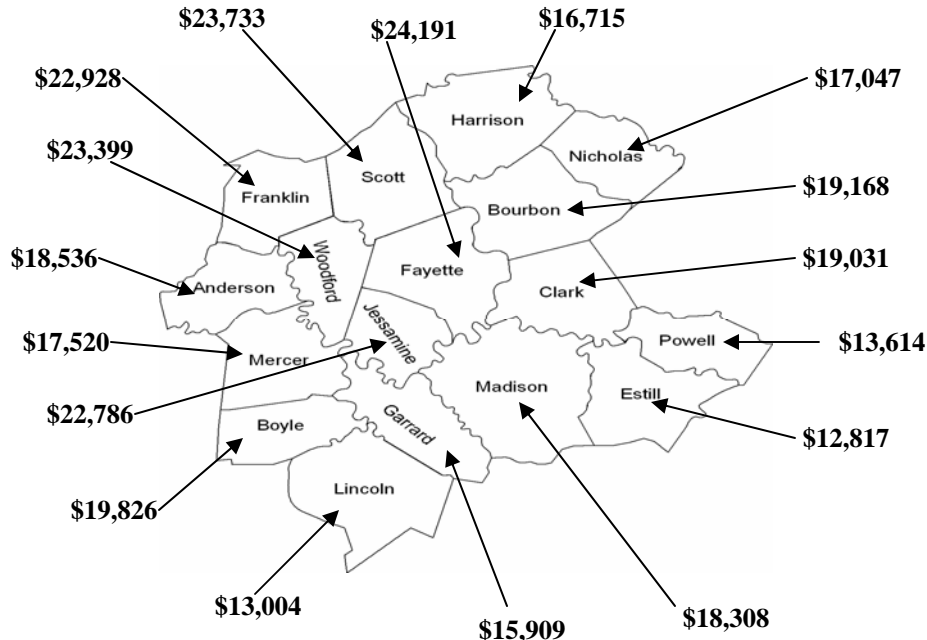 $23,733
$16,715
$24,191
$22,928
$17,047
Harrison
$23,399
Nicholas
Scott
Franklin
$19,168
Bourbon
Woodford
$18,536
Fayette
$19,031
Anderson
Clark
Jessamine
$17,520
Powell
$13,614
Mercer
Madison
Estill
$22,786
Garrard
Boyle
$12,817
Lincoln
$19,826
$13,004
$15,909
$18,308